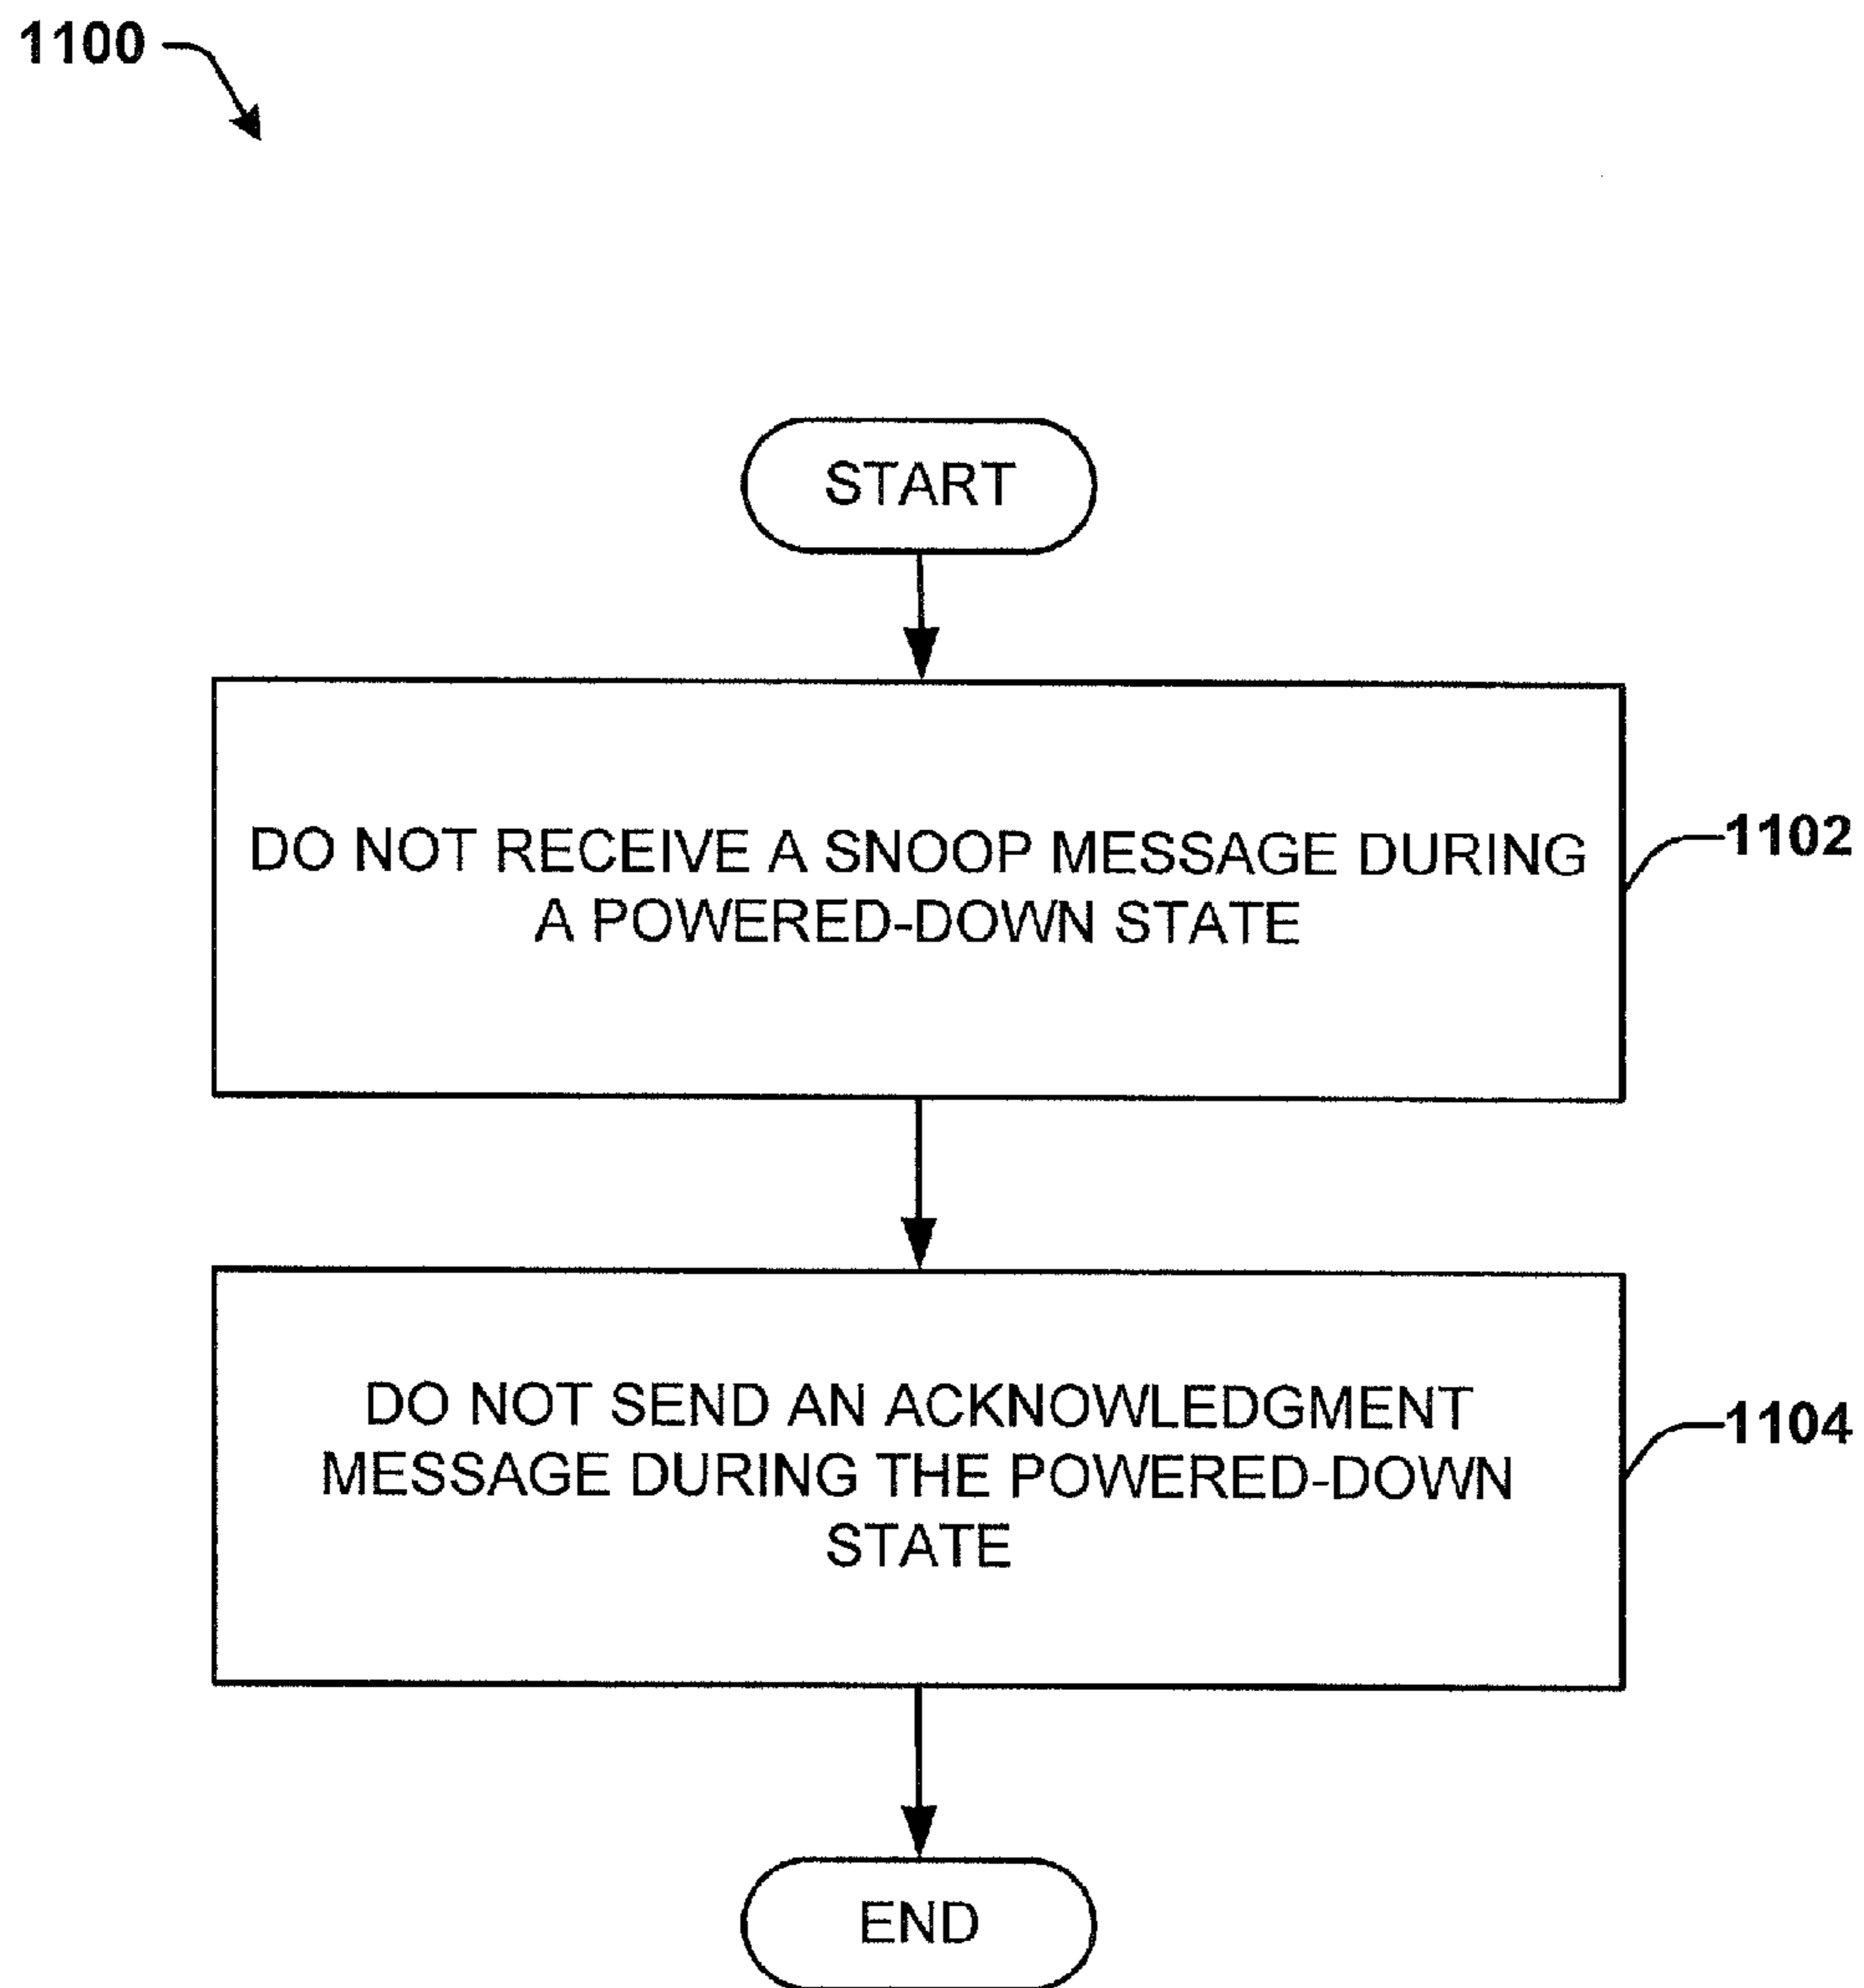 1100
START
DO NOT RECEIVE A SNOOP MESSAGE DURING
A POWERED-DOWN STATE
1102
DO NOT SEND AN ACKNOWLEDGMENT
MESSAGE DURING THE POWERED-DOWN
STATE
1104
END